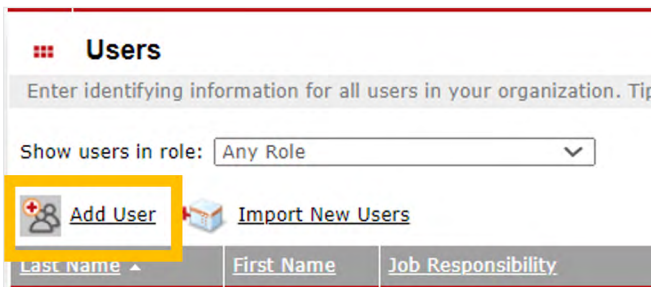 Users
Enter identifying information for all users in your organization.
Show users in role: Any Role
Add User Import New Users
Last Name First Name Job Responsibility